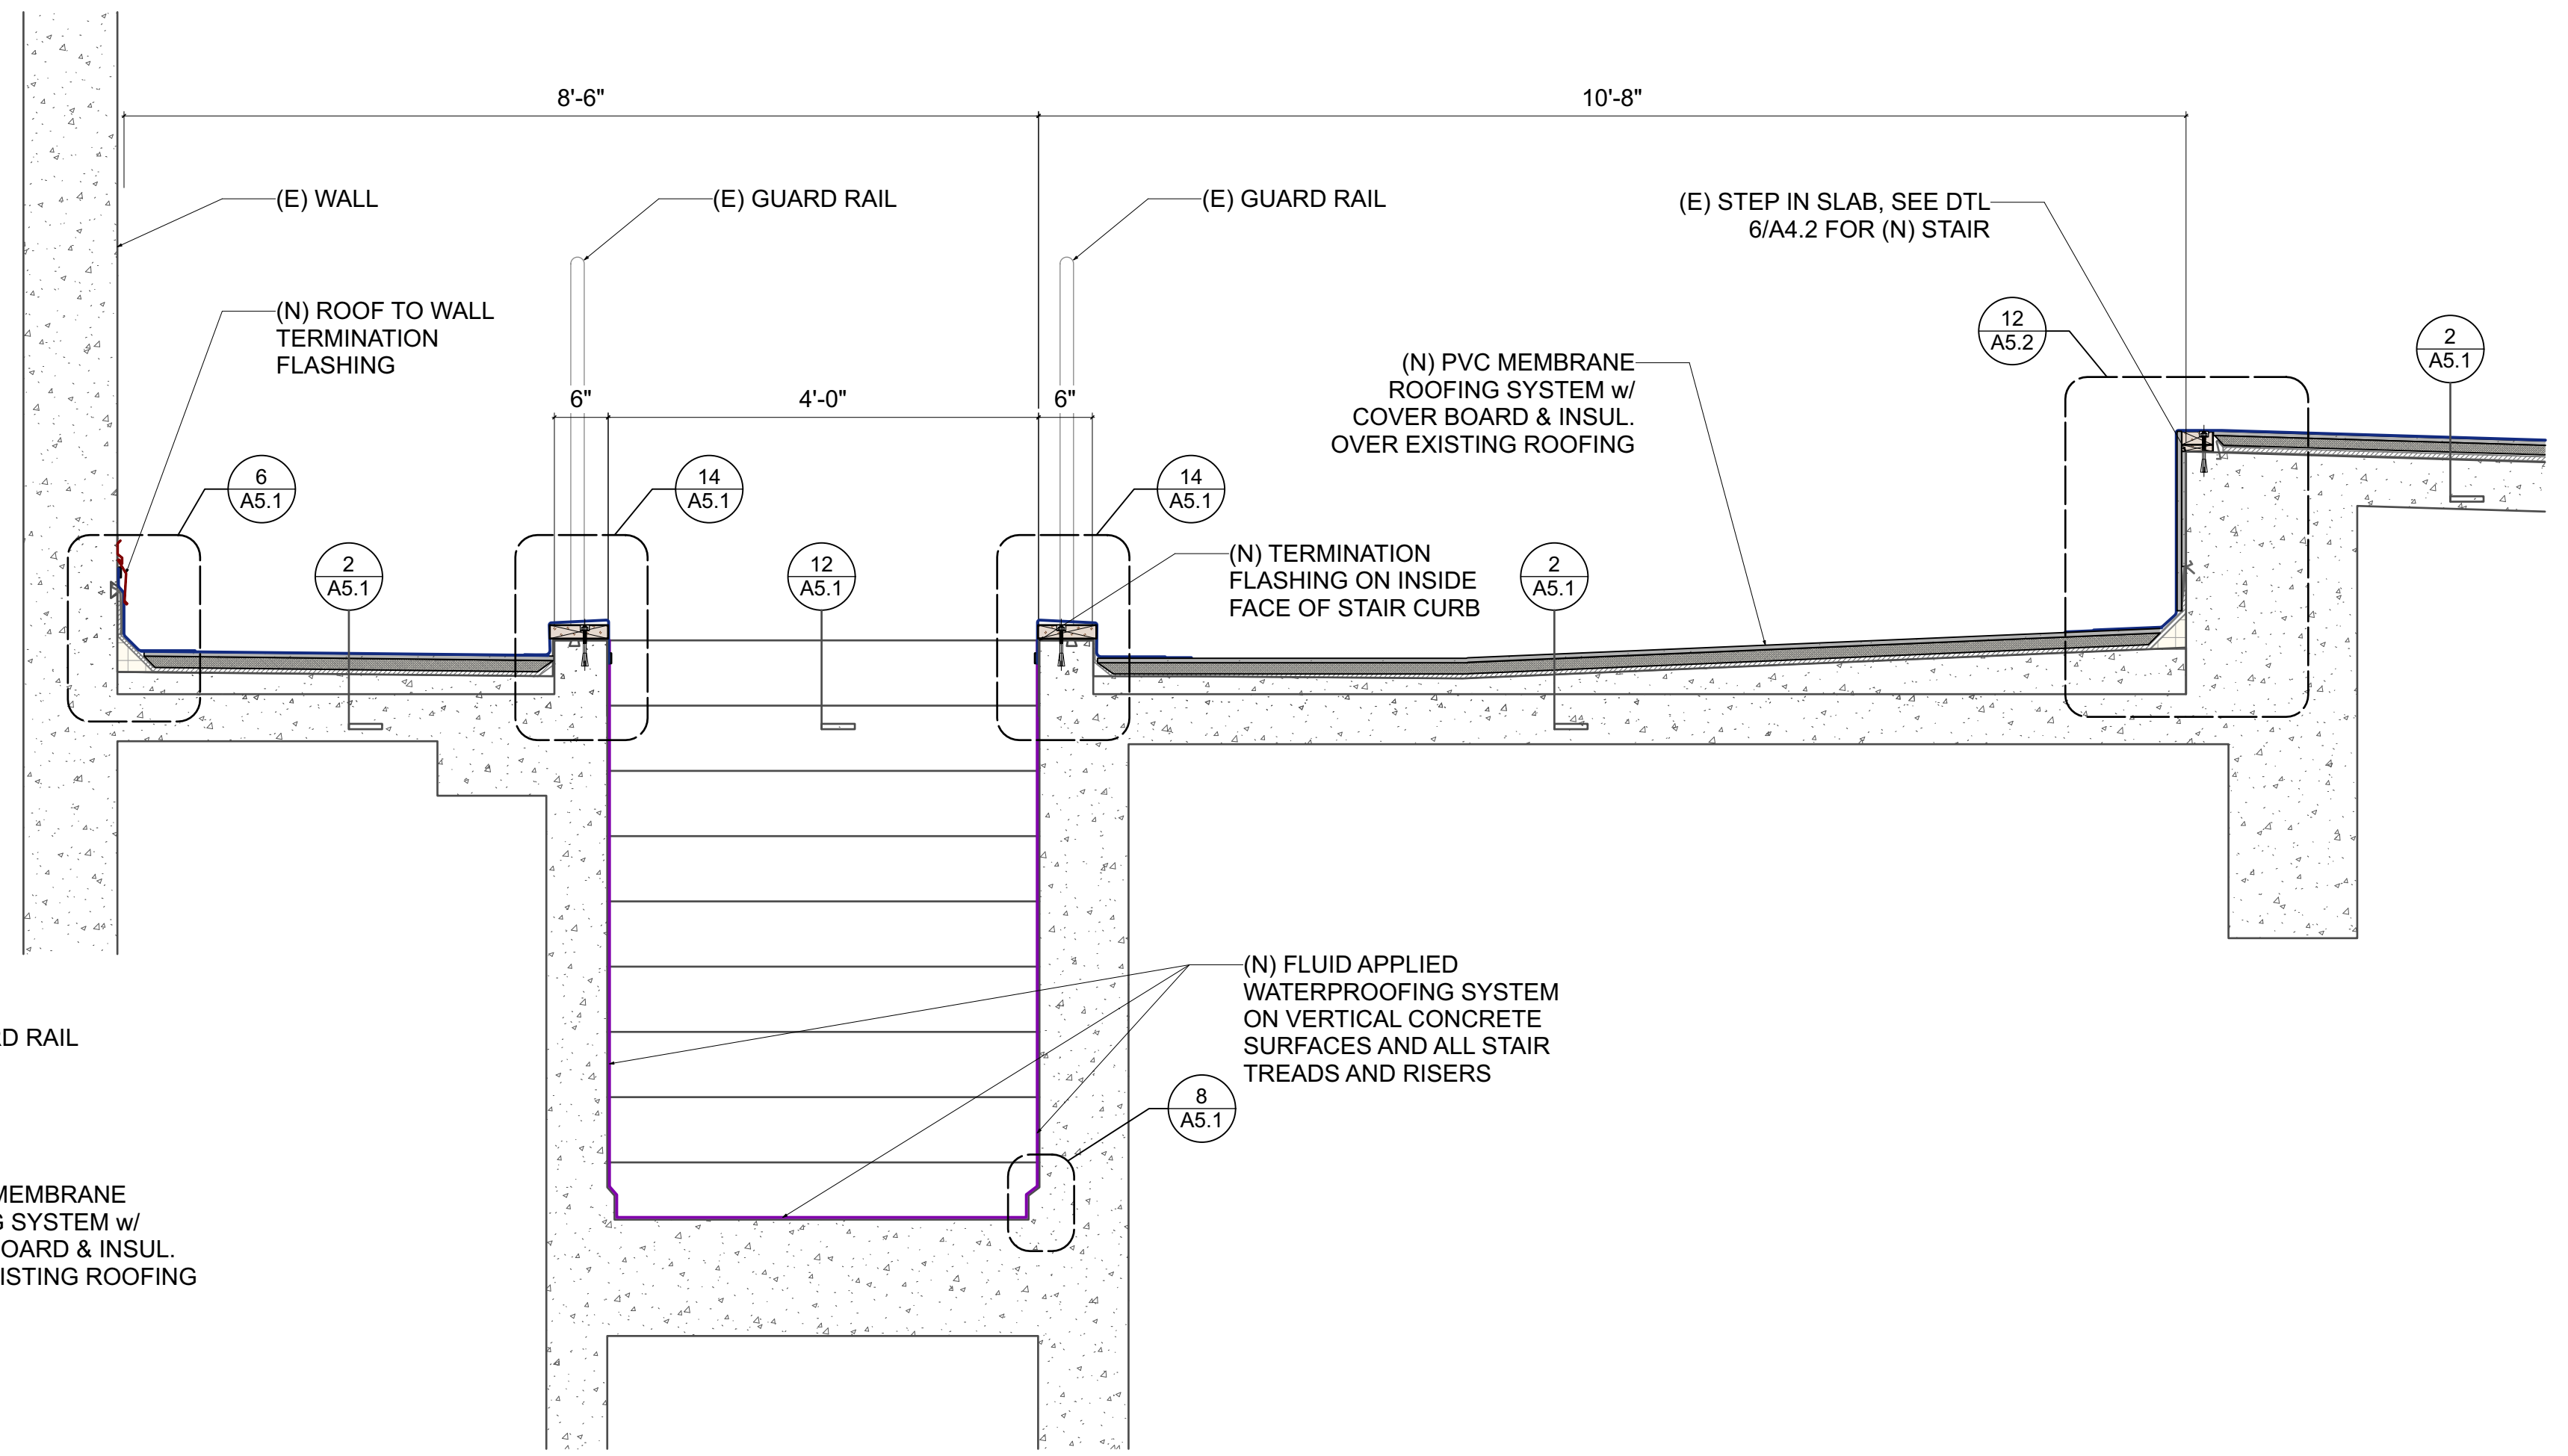 8'-6"
10'-8"
(E) WALL
(E) GUARD RAIL
(E) GUARD RAIL
(E) STEP IN SLAB, SEE DTL
6/A4.2 FOR (N) STAIR
(N) ROOF TO WALL
TERMINATION
FLASHING
12
A5.2
2
A5.1
(N) PVC MEMBRANE
ROOFING SYSTEM w/
COVER BOARD & INSUL.
OVER EXISTING ROOFING
6"
4'-0"
6"
6
A5.1
14
A5.1
14
A5.1
2
A5.1
12
A5.1
(N) TERMINATION
FLASHING ON INSIDE
FACE OF STAIR CURB
2
A5.1
(N) FLUID APPLIED
WATERPROOFING SYSTEM
ON VERTICAL CONCRETE
SURFACES AND ALL STAIR
TREADS AND RISERS
D RAIL
8
A5.1
MEMBRANE
G SYSTEM w/
OARD & INSUL.
ISTING ROOFING